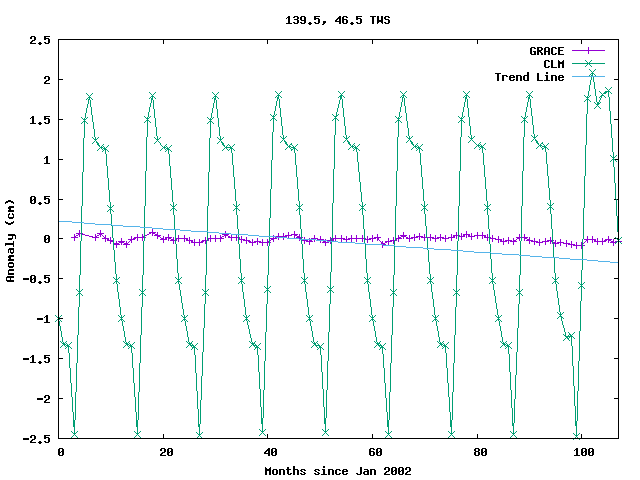 139.5, 46.5 TWS
GRACE
CLM
Trend Line
2.5
2
1.5
1
0.5
0
-0.5
-1
-1.5
-2
-2.5
Anomaly (cm)
0 20 40 60 80 100
Months since Jan 2002